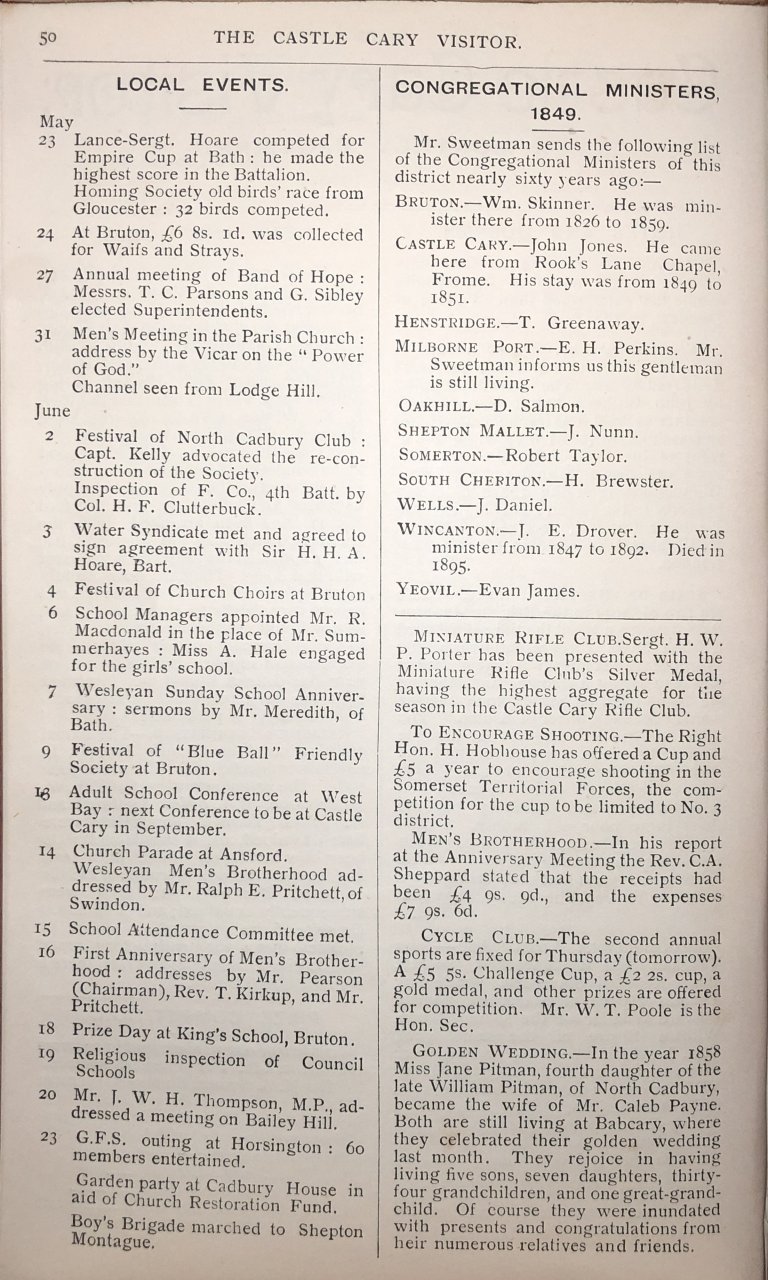 50
THE CASTLE CARY VISITOR.
LOCAL EVENTS.
May
23 Lance-Sergt. Hoare competed for
Empire Cup at Bath : he made the
highest score in the Battalion.
Homing Society old birds' race from
Gloucester : 32 birds competed.
24 At Bruton, £6 8s. 1d. was collected
for Waifs and Strays.
27 Annual meeting of Band of Hope :
Messrs. T. C. Parsons and G. Sibley
elected Superintendents.
31 Men's Meeting in the Parish Church :
address by the Vicar on the “ Power
of God.”
Channel seen from Lodge Hill.
June
2 Festival of North Cadbury Club :
Capt. Kelly advocated the re-con-
struction of the Society.
Inspection of F. Co., 4th Batt. by
Col. H. F. Clutterbuck.
3 Water Syndicate met and agreed to
sign agreement with Sir H. H. A.
Hoare, Bart.
4 Festival of Church Choirs at Bruton
6 School Managers appointed Mr. R.
Macdonald in the place of Mr. Sum-
merhayes : Miss A. Hale engaged
for the girls' school.
7 Wesleyan Sunday School Anniver-
sary : sermons by Mr. Meredith, of
Bath.
9 Festival of “Blue Ball” Friendly
Society at Bruton.
Adult School Conference at West
Bay : next Conference to be at Castle
Cary in September.
14 Church Parade at Ansford.
Wesleyan Men's Brotherhood ad-
dressed by Mr. Ralph E. Pritchett, of
Swindon.
15 School Attendance Committee met.
16 First Anniversary of Men's Brother-
hood : addresses by Mr. Pearson
(Chairman), Rev. T. Kirkup, and Mr.
Pritchett.
18 Prize Day at King's School, Bruton.
19 Religious inspection of Council
Schools
20 Mr. J. W. H. Thompson, M.P., ad-
dressed a meeting on Bailey Hill.
23 G.F.S. outing at Horsington : 60
members entertained.
Garden party at Cadbury House in
aid of Church Restoration Fund.
Boy's Brigade marched to Shepton
Montague.
CONGREGATIONAL MINISTERS,
1849.
Mr. Sweetman sends the following list
of the Congregational Ministers of this
district nearly sixty years ago:—
BRUTON.—Wm. Skinner. He was min-
ister there from 1826 to 1859.
CASTLE CARY.—John Jones. He came
here from Rook's Lane Chapel,
Frome. His stay was from 1849 to
1851.
HENSTRIDGE.—T. Greenaway.
MILBORNE PORT.—E. H. Perkins. Mr.
Sweetman informs us this gentleman
is still living.
OAKHILL.—D. Salmon.
SHEPTON MALLET.—J. Nunn.
SOMERTON.—Robert Taylor.
SOUTH CHERITON.—H. Brewster.
WELLS.—J. Daniel.
WINCANTON.—J. E. Drover. He was
minister from 1847 to 1892. Died in
1895.
YEOVIL.—Evan James.
MINIATURE RIFLE CLUB.Sergt. H. W.
P. Porter has been presented with the
Miniature Rifle Club's Silver Medal,
having the highest aggregate for the
season in the Castle Cary Rifle Club.
TO ENCOURAGE SHOOTING.—The Right
Hon. H. Hobhouse has offered a Cup and
£5 a year to encourage shooting in the
Somerset Territorial Forces, the com-
petition for the cup to be limited to No. 3
district.
MEN'S BROTHERHOOD.—In his report
at the Anniversary Meeting the Rev. C.A.
Sheppard stated that the receipts had
been £4 9s. 9d., and the expenses
£7 9s. 6d.
CYCLE CLUB.—The second annual
sports are fixed for Thursday (tomorrow).
A £5 5s. Challenge Cup, a £2 2s. cup, a
gold medal, and other prizes are offered
for competition. Mr. W. T. Poole is the
Hon. Sec.
GOLDEN WEDDING.—In the year 1858
Miss Jane Pitman, fourth daughter of the
late William Pitman, of North Cadbury,
became the wife of Mr. Caleb Payne.
Both are still living at Babcary, where
they celebrated their golden wedding
last month. They rejoice in having
living five sons, seven daughters, thirty-
four grandchildren, and one great-grand-
child. Of course they were inundated
with presents and congratulations from
heir numerous relatives and friends.